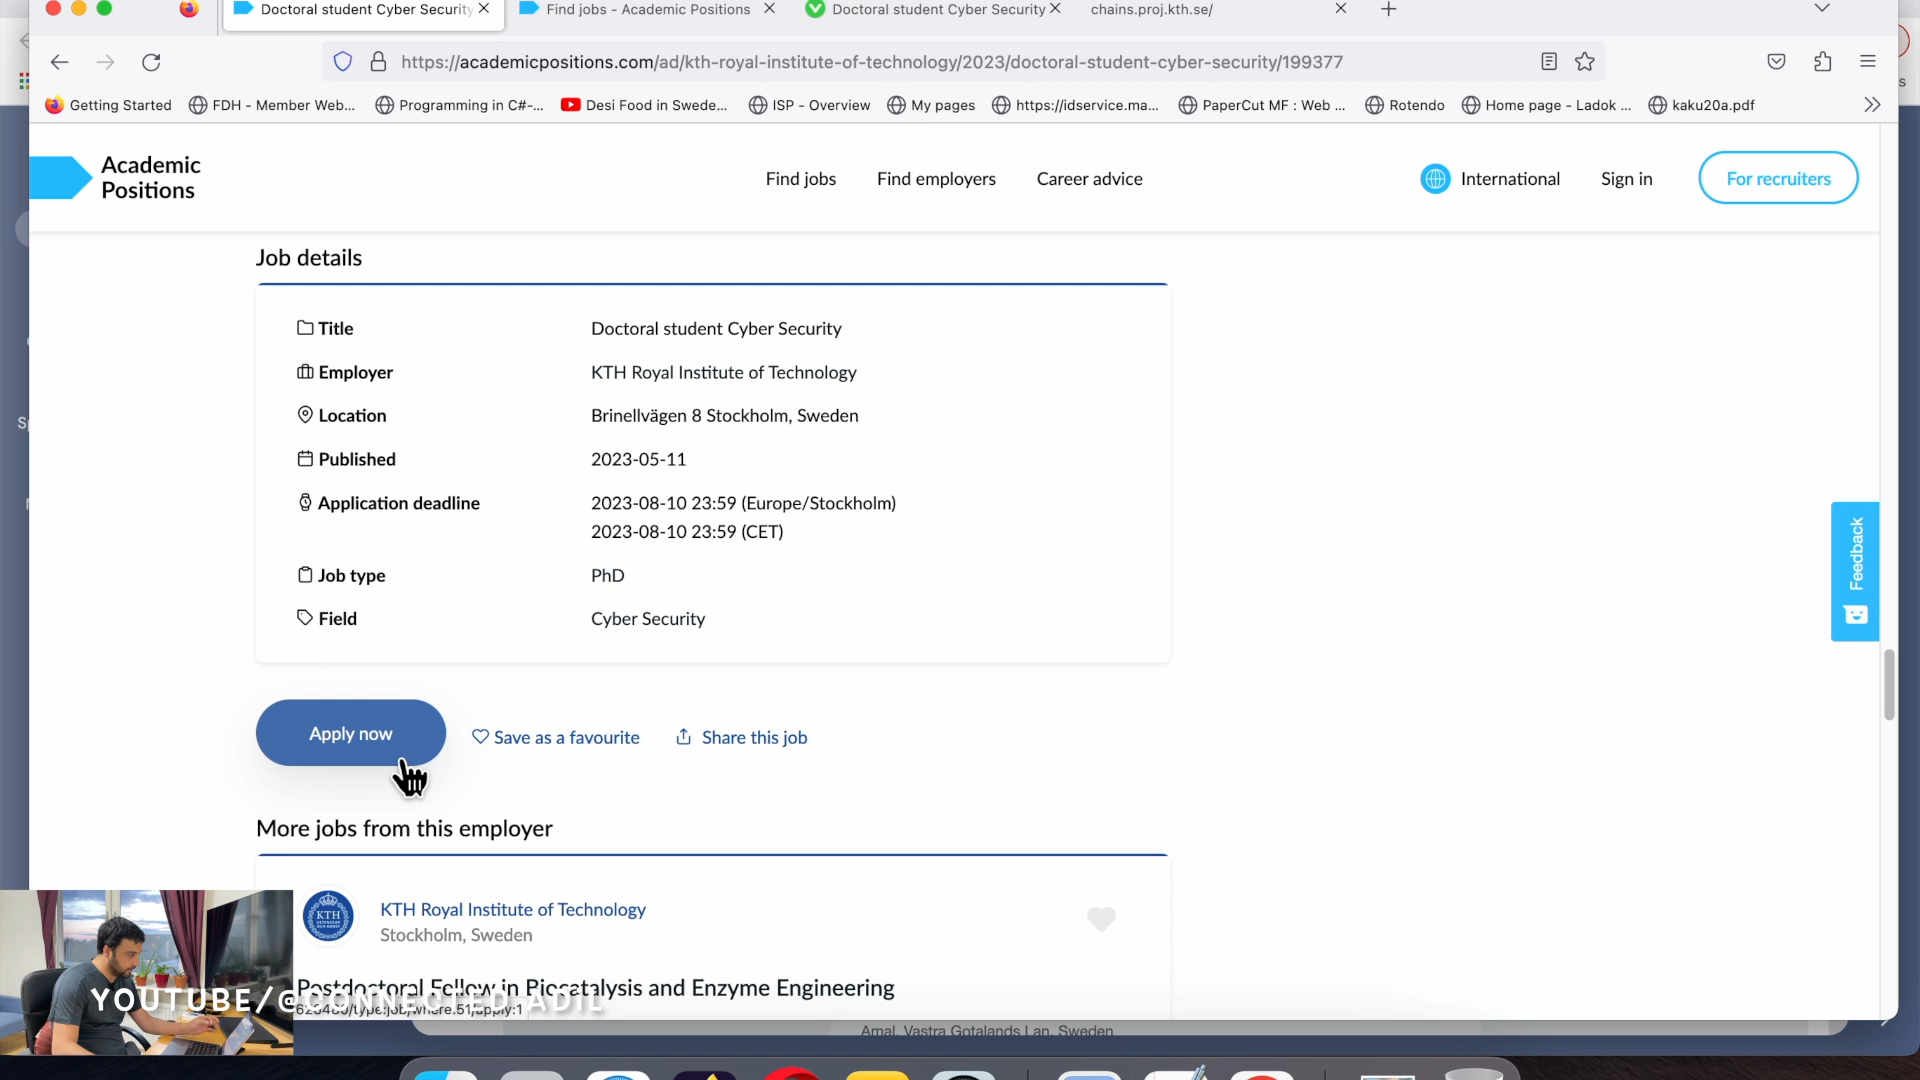 Doctoral student Cyber Security
Find jobs - Academic Positions
Doctoral student Cyber Security
chains.proj.kth.se/
https://academicpositions.com/ad/kth-royal-institute-of-technology/2023/doctoral-student-cyber-security/199377
Getting Started
FDH - Member Web...
Programming in C#-...
Desi Food in Swede...
ISP - Overview
My pages
https://idservice.ma...
PaperCut MF : Web ...
Rotendo
Home page - Ladok ...
kaku20a.pdf
Academic
Positions
Find jobs
Find employers
Career advice
International
Sign in
For recruiters
Job details
Title Doctoral student Cyber Security
Employer KTH Royal Institute of Technology
Location Brinellvägen 8 Stockholm, Sweden
Published 2023-05-11
Application deadline 2023-08-10 23:59 (Europe/Stockholm)
2023-08-10 23:59 (CET)
Job type PhD
Field Cyber Security
Feedback
Apply now
Save as a favourite
Share this job
More jobs from this employer
KTH
KTH Royal Institute of Technology
Stockholm, Sweden
Postdoctoral Fellow in Biocatalysis and Enzyme Engineering
YOUTUBE/@CONNECTED-ADIL
Amal, Vastra Gotalands Lan, Sweden